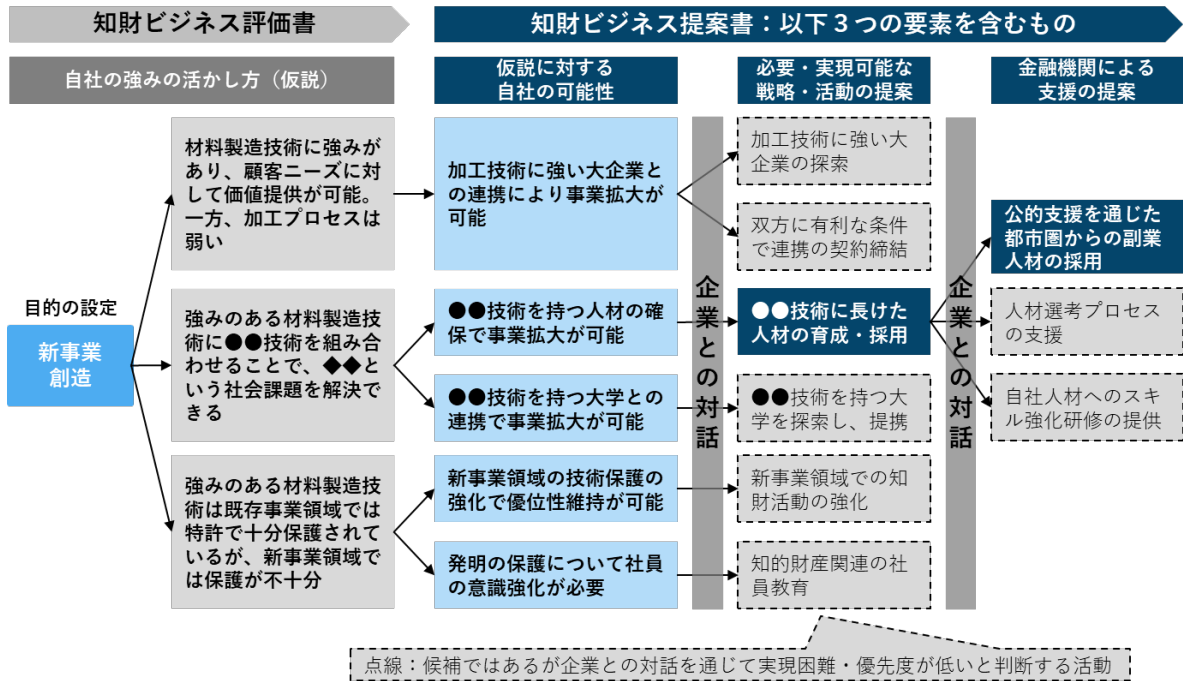 知財ビジネス評価書
知財ビジネス提案書：以下３つの要素を含むもの
自社の強みの活かし方（仮説）
仮説に対する
自社の可能性
必要・実現可能な
戦略・活動の提案
金融機関による
支援の提案
目的の設定
新事業
創造
材料製造技術に強みが
あり、顧客ニーズに対
して価値提供が可能。
一方、加工プロセスは
弱い
強みのある材料製造技
術に●●技術を組み合
わせることで、◆◆と
いう社会課題を解決で
きる
強みのある材料製造技
術は既存事業領域では
特許で十分保護されて
いるが、新事業領域で
は保護が不十分
加工技術に強い大企業と
の連携により事業拡大が
可能
●●技術を持つ人材の確
保で事業拡大が可能
●●技術を持つ大学との
連携で事業拡大が可能
新事業領域の技術保護の
強化で優位性維持が可能
発明の保護について社員
の意識強化が必要
企業との対話
加工技術に強い大
企業の探索
双方に有利な条件
で連携の契約締結
●●技術に長けた
人材の育成・採用
●●技術を持つ大
学を探索し、提携
新事業領域での知
財活動の強化
知的財産関連の社
員教育
企業との対話
公的支援を通じた
都市圏からの副業
人材の採用
人材選考プロセス
の支援
自社人材へのスキ
ル強化研修の提供
点線：候補ではあるが企業との対話を通じて実現困難・優先度が低いと判断する活動